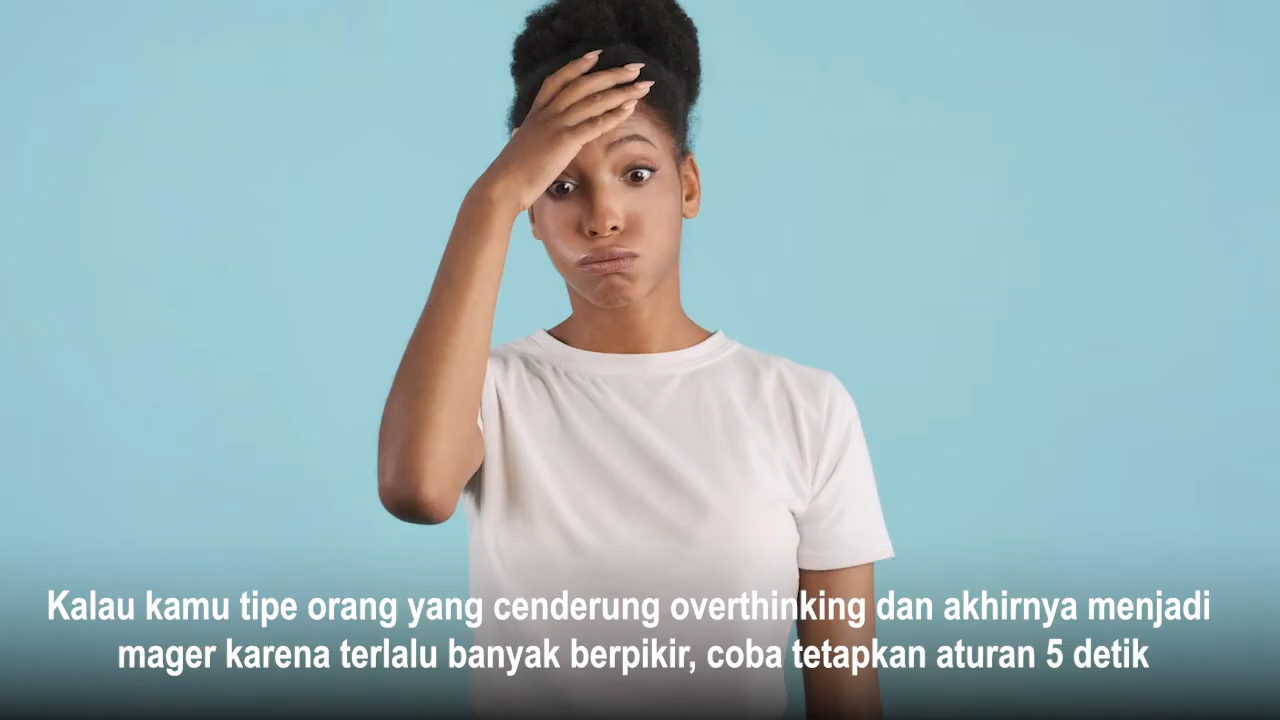 Kalau kamu tipe orang yang cenderung overthinking dan akhirnya menjadi
mager karena terlalu banyak berpikir, coba tetapkan aturan 5 detik